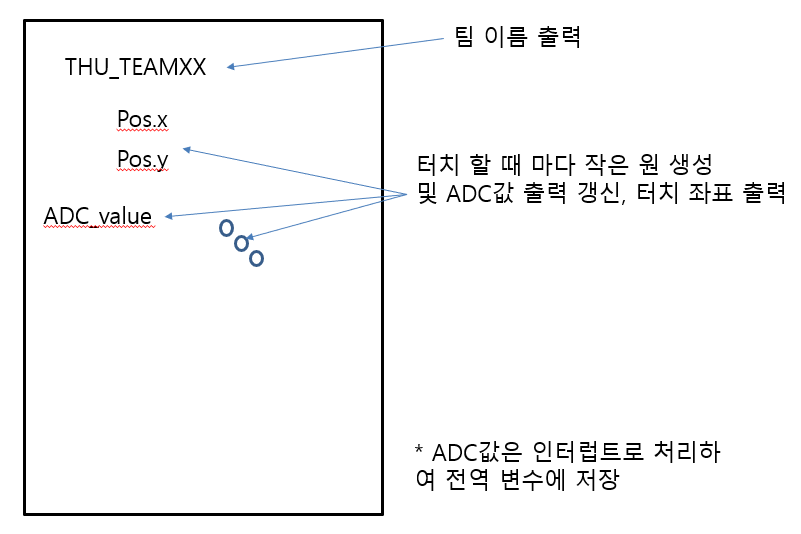 팀 이름 출력
THU_TEAMXX
Pos.x
Pos.y
터치 할 때 마다 작은 원 생성
및 ADC값 출력 갱신, 터치 좌표 출력
ADC_value
* ADC값은 인터럽트로 처리하
여 전역 변수에 저장